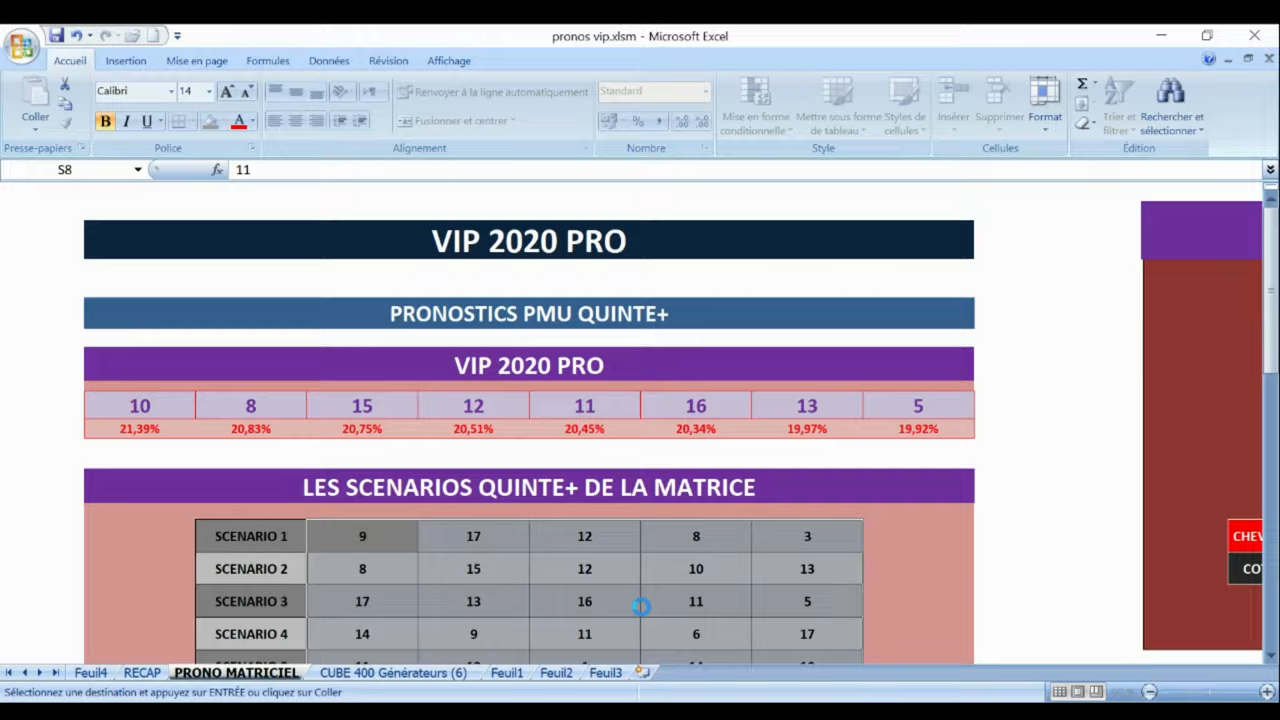 pronos vip.xlsm - Microsoft Excel
Accueil Insertion Mise en page Formules Données Révision Affichage
Calibri 14 Renvoyer à la ligne automatiquement Standard
Coller B I U A Fusionner et centrer % Mise en forme conditionnelle Mettre sous forme de tableau Styles de cellules Insérer Supprimer Format Σ Trier et filtrer Rechercher et sélectionner
Presse-papiers Police Alignement Nombre Style Cellules Édition
S8 fx 11
VIP 2020 PRO
PRONOSTICS PMU QUINTE+
VIP 2020 PRO
10 8 15 12 11 16 13 5
21,39% 20,83% 20,75% 20,51% 20,45% 20,34% 19,97% 19,92%
LES SCENARIOS QUINTE+ DE LA MATRICE
SCENARIO 1 9 17 12 8 3
SCENARIO 2 8 15 12 10 13
SCENARIO 3 17 13 16 11 5
SCENARIO 4 14 9 11 6 17
CHEV
CO
Feuil4 RECAP PRONO MATRICIEL CUBE 400 Générateurs (6) Feuil1 Feuil2 Feuil3
Sélectionnez une destination et appuyez sur ENTRÉE ou cliquez sur Coller